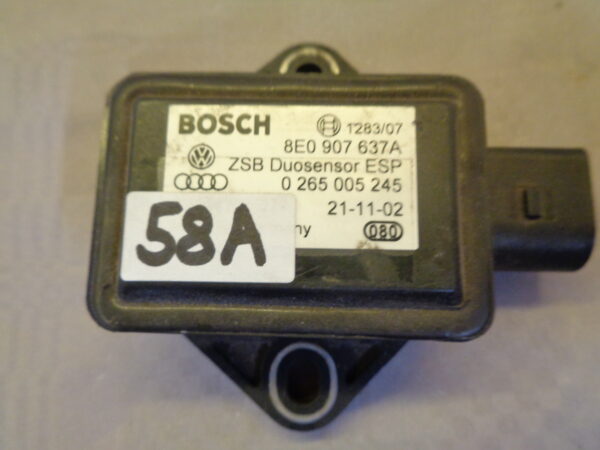 BOSCH 1283/07
8E0 907 637A
ZSB Duosensor ESP
0 265 005 245
21-11-02
58A
080